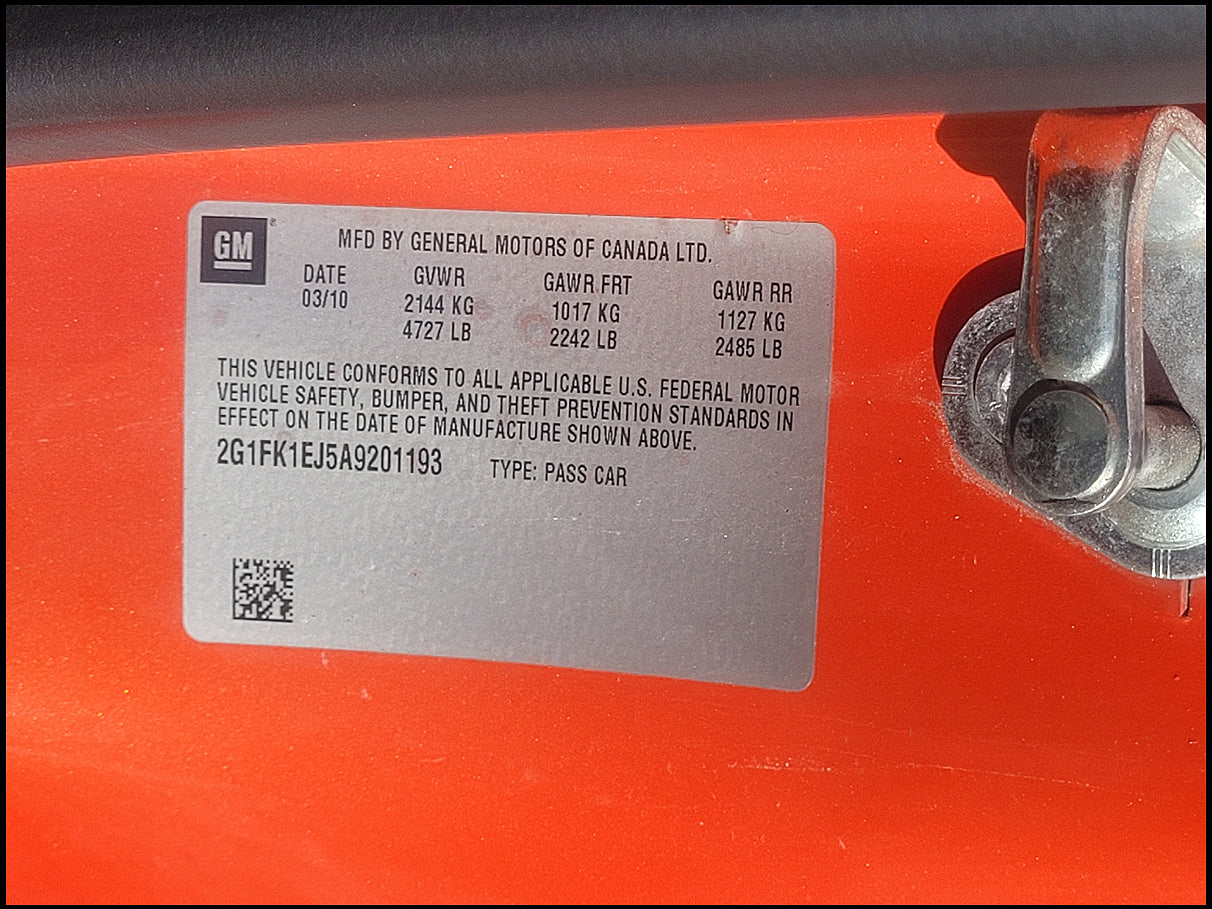 GM ®
MFD BY GENERAL MOTORS OF CANADA LTD.
DATE GVWR GAWR FRT GAWR RR
03/10 2144 KG 1017 KG 1127 KG
4727 LB 2242 LB 2485 LB
THIS VEHICLE CONFORMS TO ALL APPLICABLE U.S. FEDERAL MOTOR
VEHICLE SAFETY, BUMPER, AND THEFT PREVENTION STANDARDS IN
EFFECT ON THE DATE OF MANUFACTURE SHOWN ABOVE.
2G1FK1EJ5A9201193 TYPE: PASS CAR